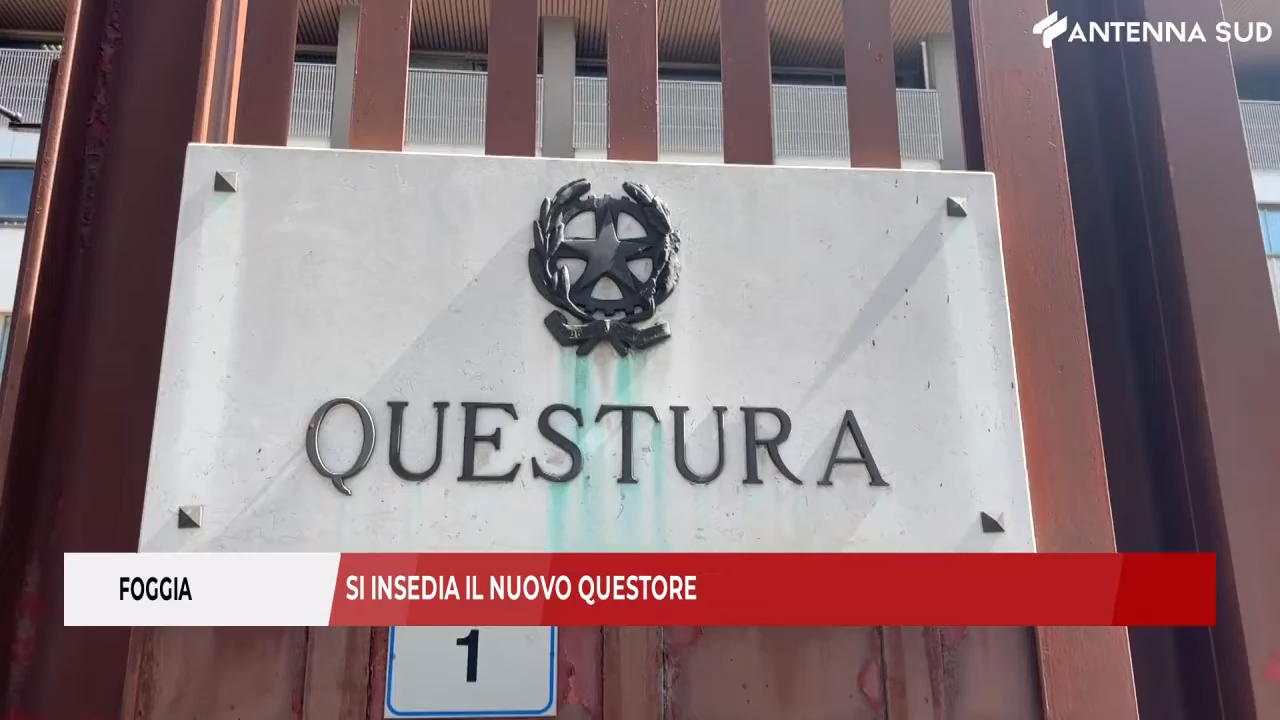 ANTENNA SUD
QUESTURA
FOGGIA
SI INSEDIA IL NUOVO QUESTORE
1